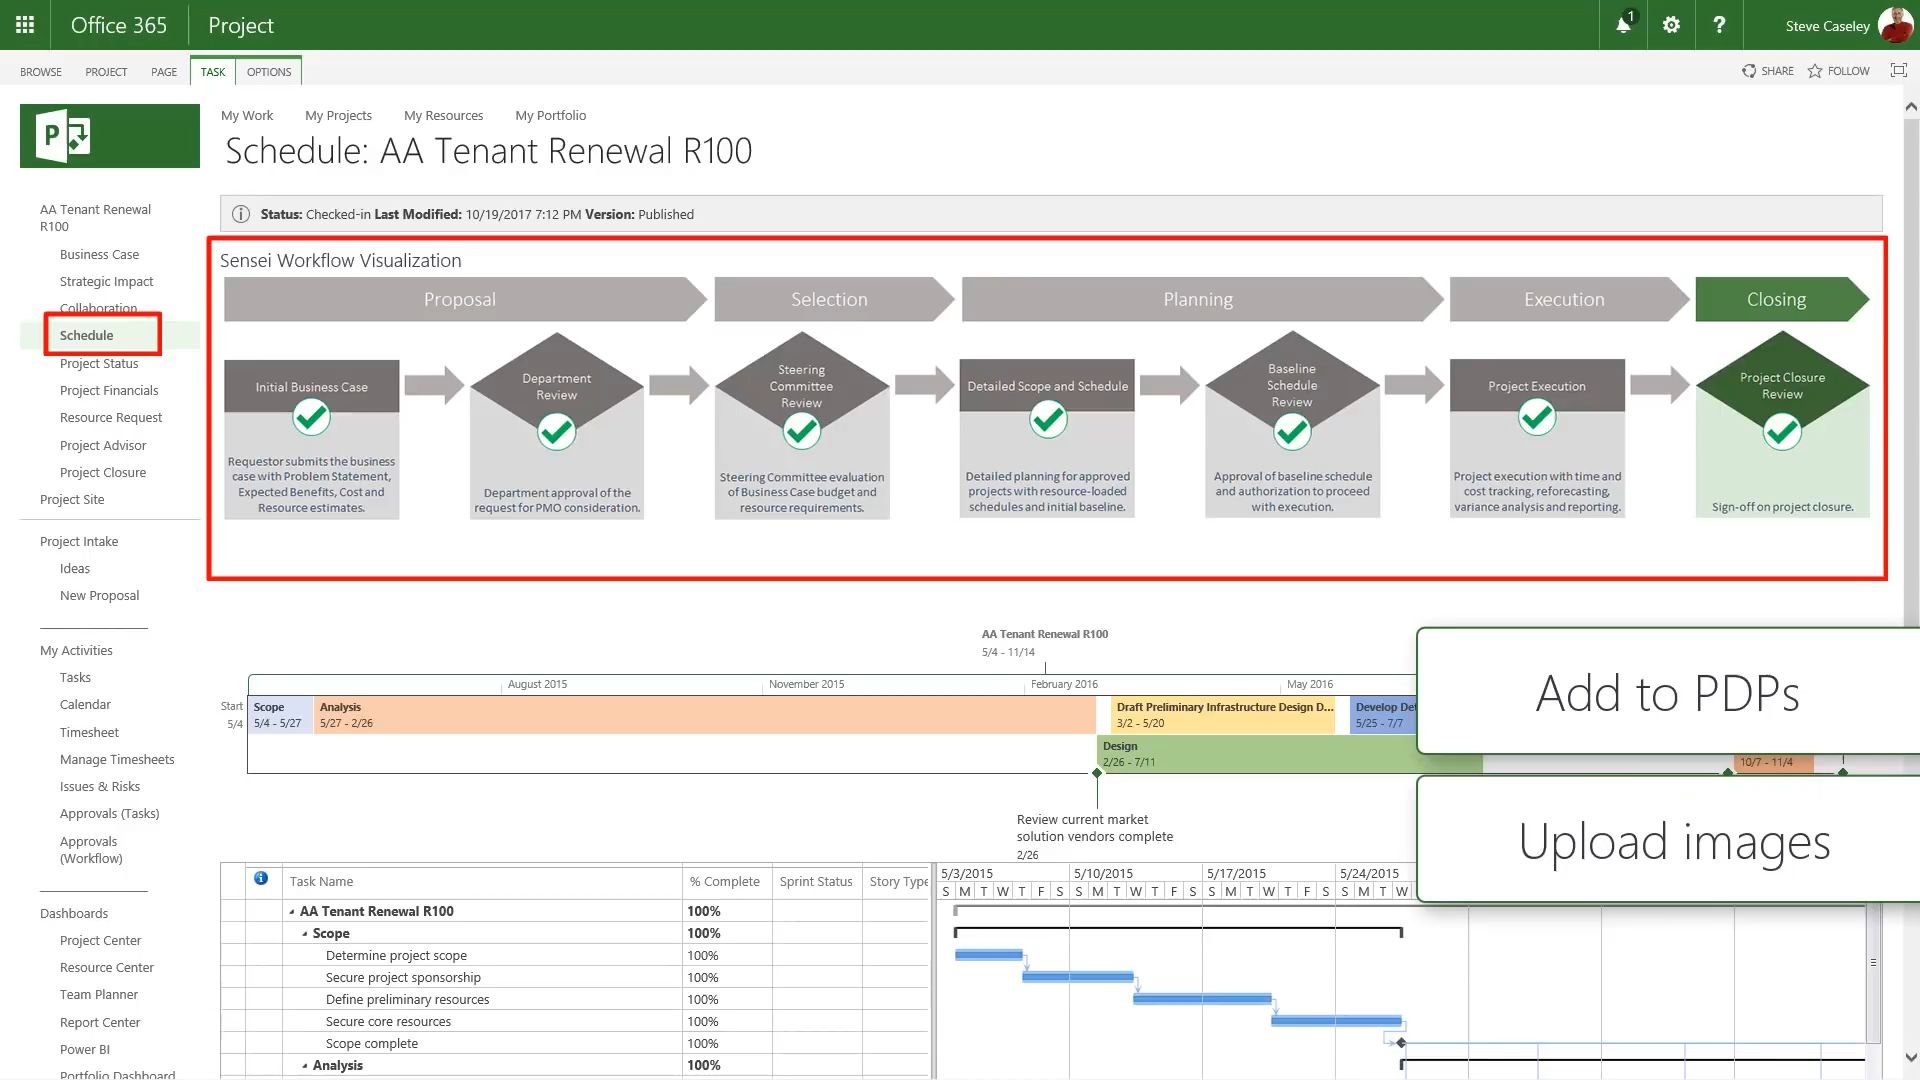 Office 365
Project
1
?
Steve Caseley
BROWSE
PROJECT
PAGE
TASK
OPTIONS
SHARE
FOLLOW
P
My Work
My Projects
My Resources
My Portfolio
Schedule: AA Tenant Renewal R100
Status: Checked-in Last Modified: 10/19/2017 7:12 PM Version: Published
AA Tenant Renewal
R100
Business Case
Strategic Impact
Collaboration
Schedule
Project Status
Project Financials
Resource Request
Project Advisor
Project Closure
Project Site
Project Intake
Ideas
New Proposal
My Activities
Tasks
Calendar
Timesheet
Manage Timesheets
Issues & Risks
Approvals (Tasks)
Approvals
(Workflow)
Dashboards
Project Center
Resource Center
Team Planner
Report Center
Power BI
Portfolio Dashboard
Sensei Workflow Visualization
Proposal
Selection
Planning
Execution
Closing
Initial Business Case
Requestor submits the business
case with Problem Statement,
Expected Benefits, Cost and
Resource estimates.
Department
Review
Department approval of the
request for PMO consideration.
Steering
Committee
Review
Steering Committee evaluation
of Business Case budget and
resource requirements.
Detailed Scope and Schedule
Detailed planning for approved
projects with resource-loaded
schedules and initial baseline.
Baseline
Schedule
Review
Approval of baseline schedule
and authorization to proceed
with execution.
Project Execution
Project execution with time and
cost tracking, reforecasting,
variance analysis and reporting.
Project Closure
Review
Sign-off on project closure.
AA Tenant Renewal R100
5/4 - 11/14
August 2015
November 2015
February 2016
May 2016
Start
5/4
Scope
5/4 - 5/27
Analysis
5/27 - 2/26
Draft Preliminary Infrastructure Design D...
3/2 - 5/20
Develop Det
5/25 - 7/7
Design
2/26 - 7/11
10/7 - 11/4
Review current market
solution vendors complete
2/26
Add to PDPs
Upload images
Task Name
% Complete
Sprint Status
Story Type
5/3/2015
5/10/2015
5/17/2015
5/24/2015
S M T W T F S S M T W T F S S M T W T F S S M T W
AA Tenant Renewal R100 100%
Scope 100%
Determine project scope 100%
Secure project sponsorship 100%
Define preliminary resources 100%
Secure core resources 100%
Scope complete 100%
Analysis 100%